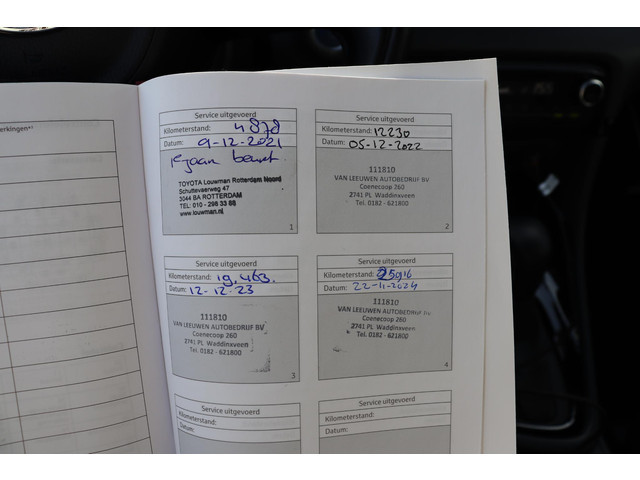 erkingen*¹
Service uitgevoerd
Kilometerstand: 4878
Datum: 9-12-2021
TOYOTA Louwman Rotterdam Noord
Schuttevaerweg 47
3044 BA ROTTERDAM
TEL: 010 - 298 33 88
www.louwman.nl
1
Service uitgevoerd
Kilometerstand: 12230
Datum: 05-12-2022
111810
VAN LEEUWEN AUTOBEDRIJF BV
Coenecoop 260
2741 PL Waddinxveen
Tel. 0182 - 621800
2
Service uitgevoerd
Kilometerstand: 19.463.
Datum: 12-12-23
111810
VAN LEEUWEN AUTOBEDRIJF BV
Coenecoop 260
2741 PL Waddinxveen
Tel. 0182 - 621800
3
Service uitgevoerd
Kilometerstand: 25916
Datum: 22-11-2024
111810
VAN LEEUWEN AUTOBEDRIJF BV
Coenecoop 260
2741 PL Waddinxveen
Tel. 0182 - 621800
4
Service uitgevoerd
Kilometerstand:
Datum:
Service uitgevoerd
Kilometerstand:
Datum: